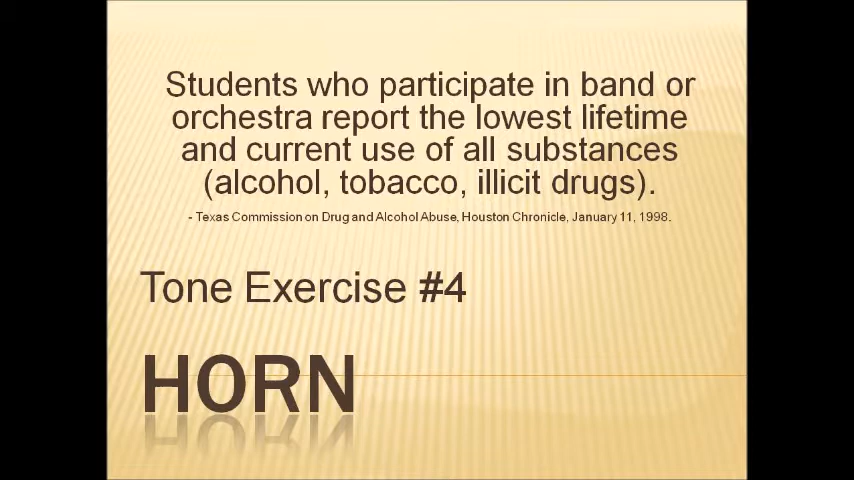 Students who participate in band or
orchestra report the lowest lifetime
and current use of all substances
(alcohol, tobacco, illicit drugs).
- Texas Commission on Drug and Alcohol Abuse, Houston Chronicle, January 11, 1998.
Tone Exercise #4
HORN